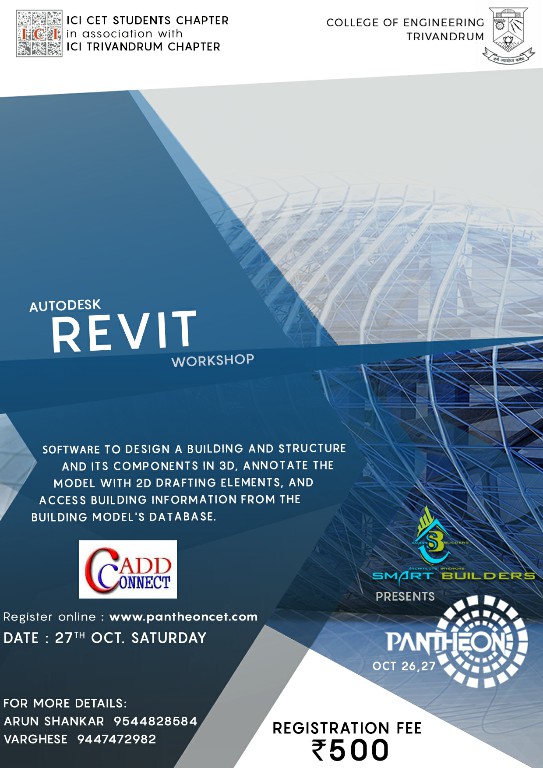 ICI CET STUDENTS CHAPTER
in association with
ICI TRIVANDRUM CHAPTER
COLLEGE OF ENGINEERING
TRIVANDRUM
ICI
AUTODESK
REVIT
WORKSHOP
SOFTWARE TO DESIGN A BUILDING AND STRUCTURE
AND ITS COMPONENTS IN 3D, ANNOTATE THE
MODEL WITH 2D DRAFTING ELEMENTS, AND
ACCESS BUILDING INFORMATION FROM THE
BUILDING MODEL'S DATABASE.
CADD
CONNECT
SMART BUILDERS
PRESENTS
Register online : www.pantheoncet.com
DATE : 27TH OCT. SATURDAY
PANTHEON
OCT 26,27
FOR MORE DETAILS:
ARUN SHANKAR 9544828584
VARGHESE 9447472982
REGISTRATION FEE
₹500